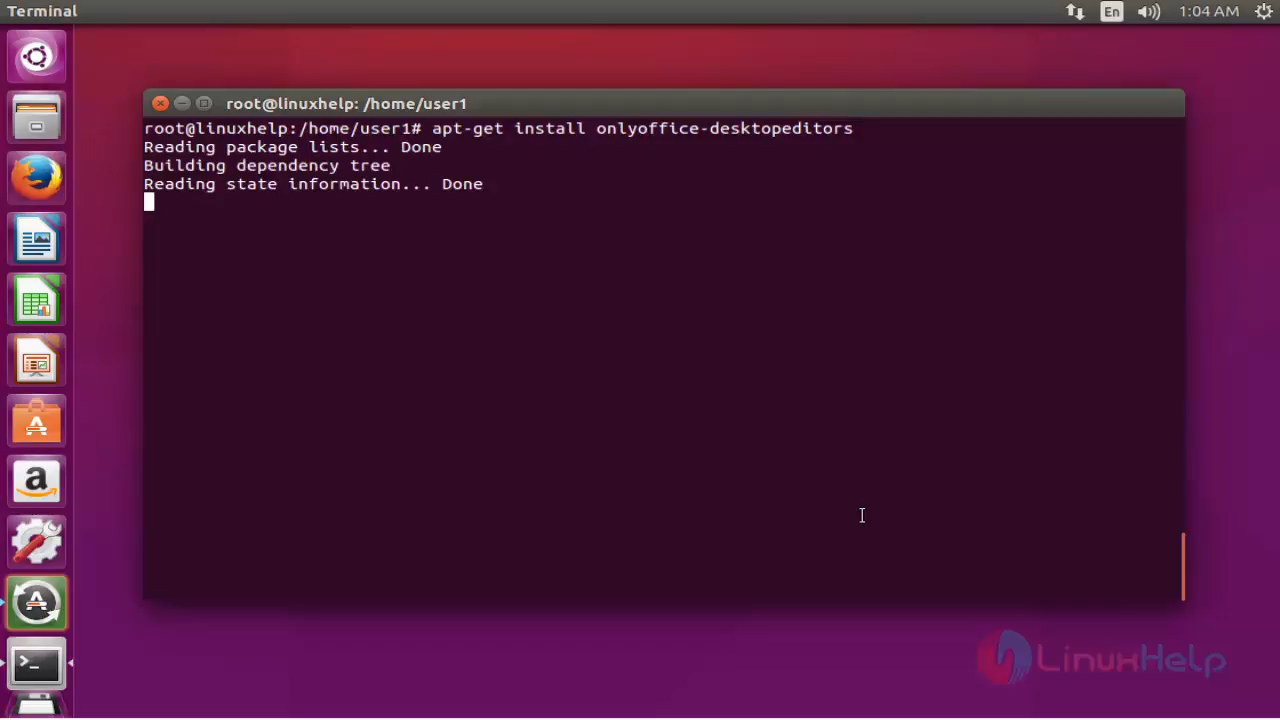 Terminal
En
1:04 AM
root@linuxhelp: /home/user1
root@linuxhelp:/home/user1# apt-get install onlyoffice-desktopeditors
Reading package lists... Done
Building dependency tree
Reading state information... Done
LinuxHelp